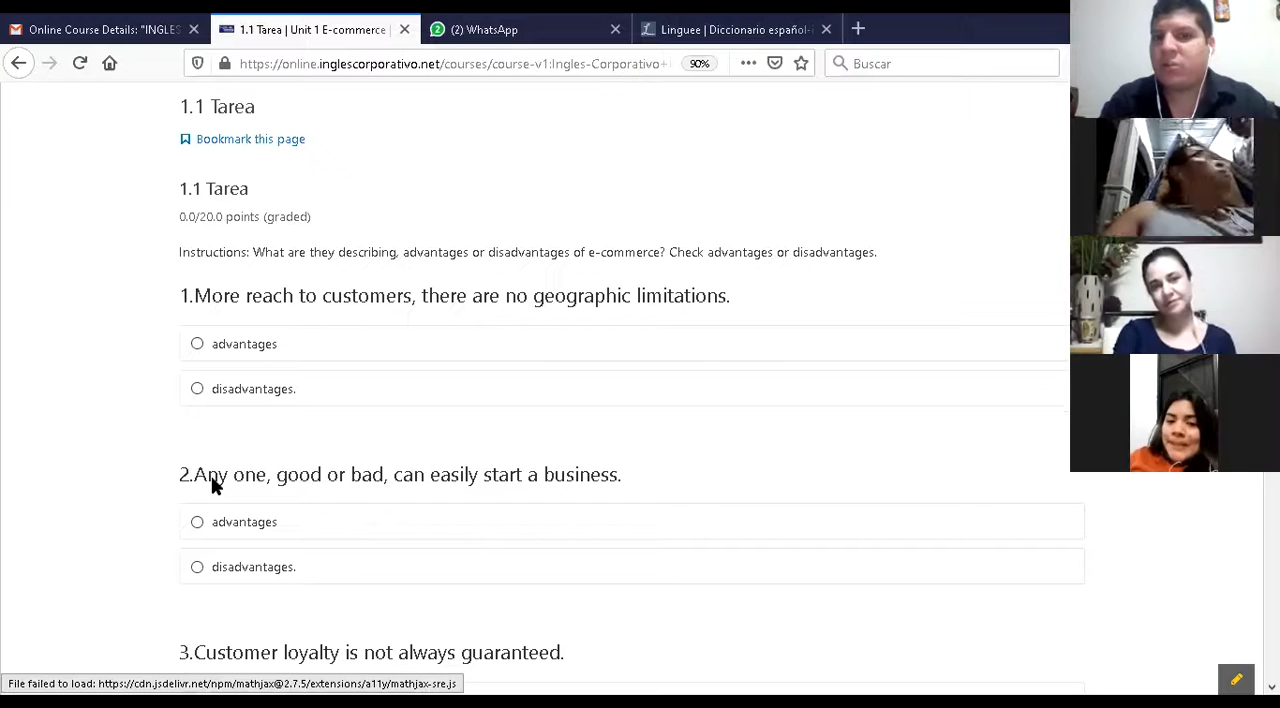 Online Course Details: "INGLES
1.1 Tarea | Unit 1 E-commerce
(2) WhatsApp
Linguee | Diccionario español-i
https://online.inglescorporativo.net/courses/course-v1:Ingles-Corporativo+
90%
Buscar
1.1 Tarea
Bookmark this page
1.1 Tarea
0.0/20.0 points (graded)
Instructions: What are they describing, advantages or disadvantages of e-commerce? Check advantages or disadvantages.
1.More reach to customers, there are no geographic limitations.
advantages
disadvantages.
2.Any one, good or bad, can easily start a business.
advantages
disadvantages.
3.Customer loyalty is not always guaranteed.
File failed to load: https://cdn.jsdelivr.net/npm/mathjax@2.7.5/extensions/a11y/mathjax-sre.js